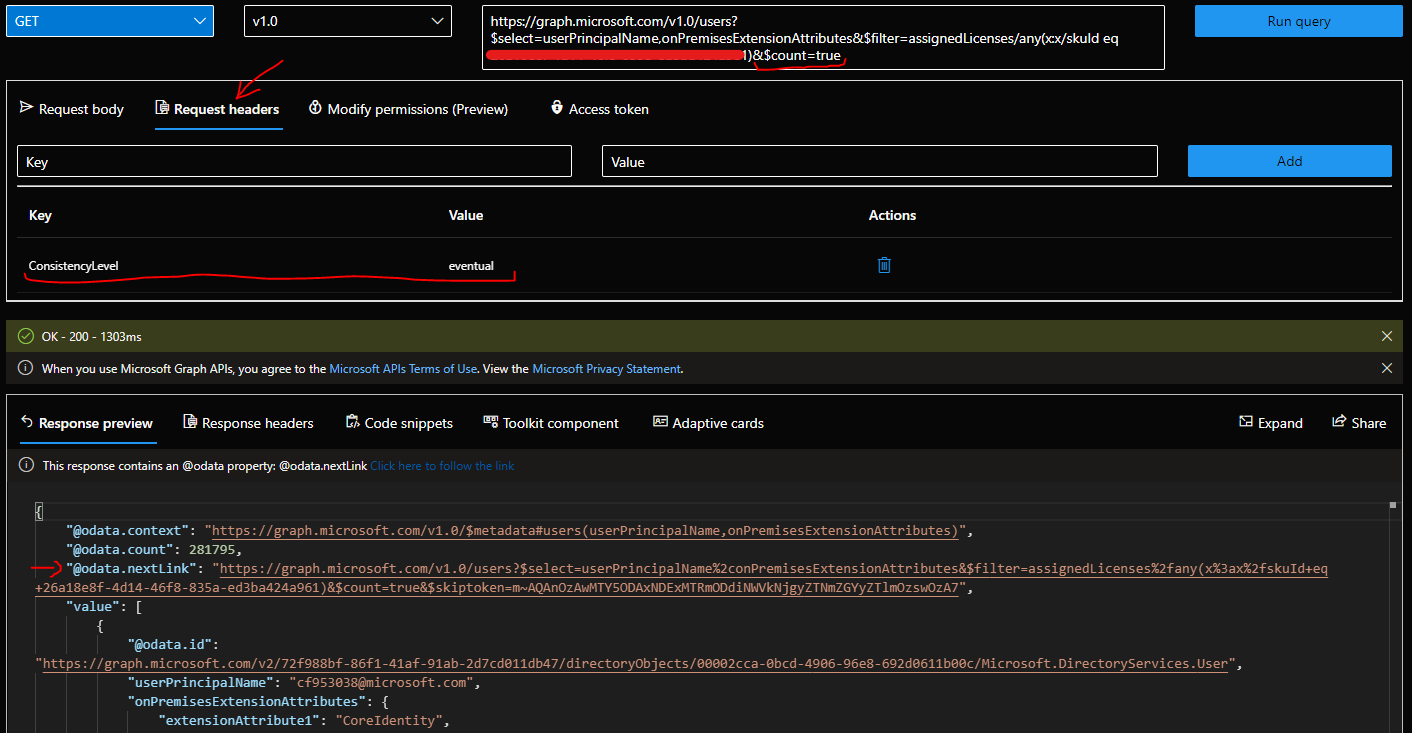 GET
v1.0
https://graph.microsoft.com/v1.0/users?
$select=userPrincipalName,onPremisesExtensionAttributes&$filter=assignedLicenses/any(x:x/skuId eq
1)&$count=true
Run query
Request body
Request headers
Modify permissions (Preview)
Access token
Key
Value
Add
Key
Value
Actions
ConsistencyLevel
eventual
OK - 200 - 1303ms
When you use Microsoft Graph APIs, you agree to the Microsoft APIs Terms of Use. View the Microsoft Privacy Statement.
Response preview
Response headers
Code snippets
Toolkit component
Adaptive cards
Expand
Share
This response contains an @odata property: @odata.nextLink Click here to follow the link
{
"@odata.context": "https://graph.microsoft.com/v1.0/$metadata#users(userPrincipalName,onPremisesExtensionAttributes)",
"@odata.count": 281795,
"@odata.nextLink": "https://graph.microsoft.com/v1.0/users?$select=userPrincipalName%2conPremisesExtensionAttributes&$filter=assignedLicenses%2fany(x%3ax%2fskuId+eq
+26a18e8f-4d14-46f8-835a-ed3ba424a961)&$count=true&$skiptoken=m~AQAnOzAwMTY5ODAxNDExMTRmODdiNWVkNjgyZTNmZGYyZTlmOzswOzA7",
"value": [
{
"@odata.id":
"https://graph.microsoft.com/v2/72f988bf-86f1-41af-91ab-2d7cd011db47/directoryObjects/00002cca-0bcd-4906-96e8-692d0611b00c/Microsoft.DirectoryServices.User",
"userPrincipalName": "cf953038@microsoft.com",
"onPremisesExtensionAttributes": {
"extensionAttribute1": "CoreIdentity",